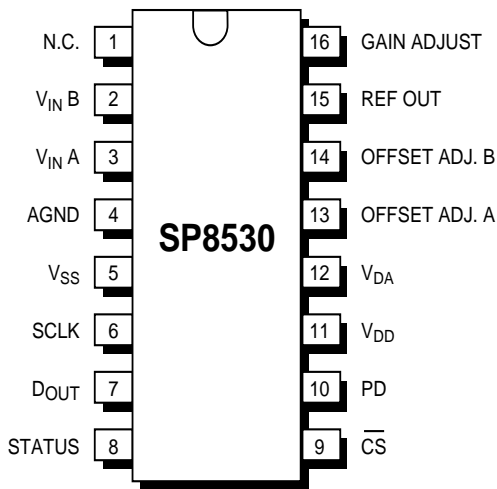 N.C. 1 16 GAIN ADJUST
VIN B 2 15 REF OUT
VIN A 3 14 OFFSET ADJ. B
AGND 4 13 OFFSET ADJ. A
SP8530
VSS 5 12 VDA
SCLK 6 11 VDD
DOUT 7 10 PD
STATUS 8 9 C̅S̅